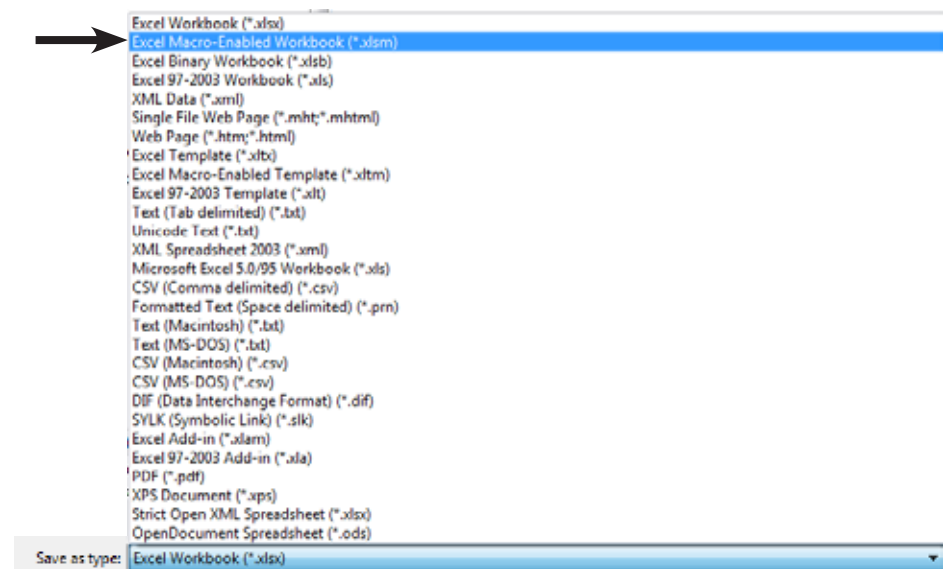 Excel Workbook (*.xlsx)
Excel Macro-Enabled Workbook (*.xlsm)
Excel Binary Workbook (*.xlsb)
Excel 97-2003 Workbook (*.xls)
XML Data (*.xml)
Single File Web Page (*.mht;*.mhtml)
Web Page (*.htm;*.html)
Excel Template (*.xltx)
Excel Macro-Enabled Template (*.xltm)
Excel 97-2003 Template (*.xlt)
Text (Tab delimited) (*.txt)
Unicode Text (*.txt)
XML Spreadsheet 2003 (*.xml)
Microsoft Excel 5.0/95 Workbook (*.xls)
CSV (Comma delimited) (*.csv)
Formatted Text (Space delimited) (*.prn)
Text (Macintosh) (*.txt)
Text (MS-DOS) (*.txt)
CSV (Macintosh) (*.csv)
CSV (MS-DOS) (*.csv)
DIF (Data Interchange Format) (*.dif)
SYLK (Symbolic Link) (*.slk)
Excel Add-in (*.xlam)
Excel 97-2003 Add-in (*.xla)
PDF (*.pdf)
XPS Document (*.xps)
Strict Open XML Spreadsheet (*.xlsx)
OpenDocument Spreadsheet (*.ods)
Save as type: Excel Workbook (*.xlsx)